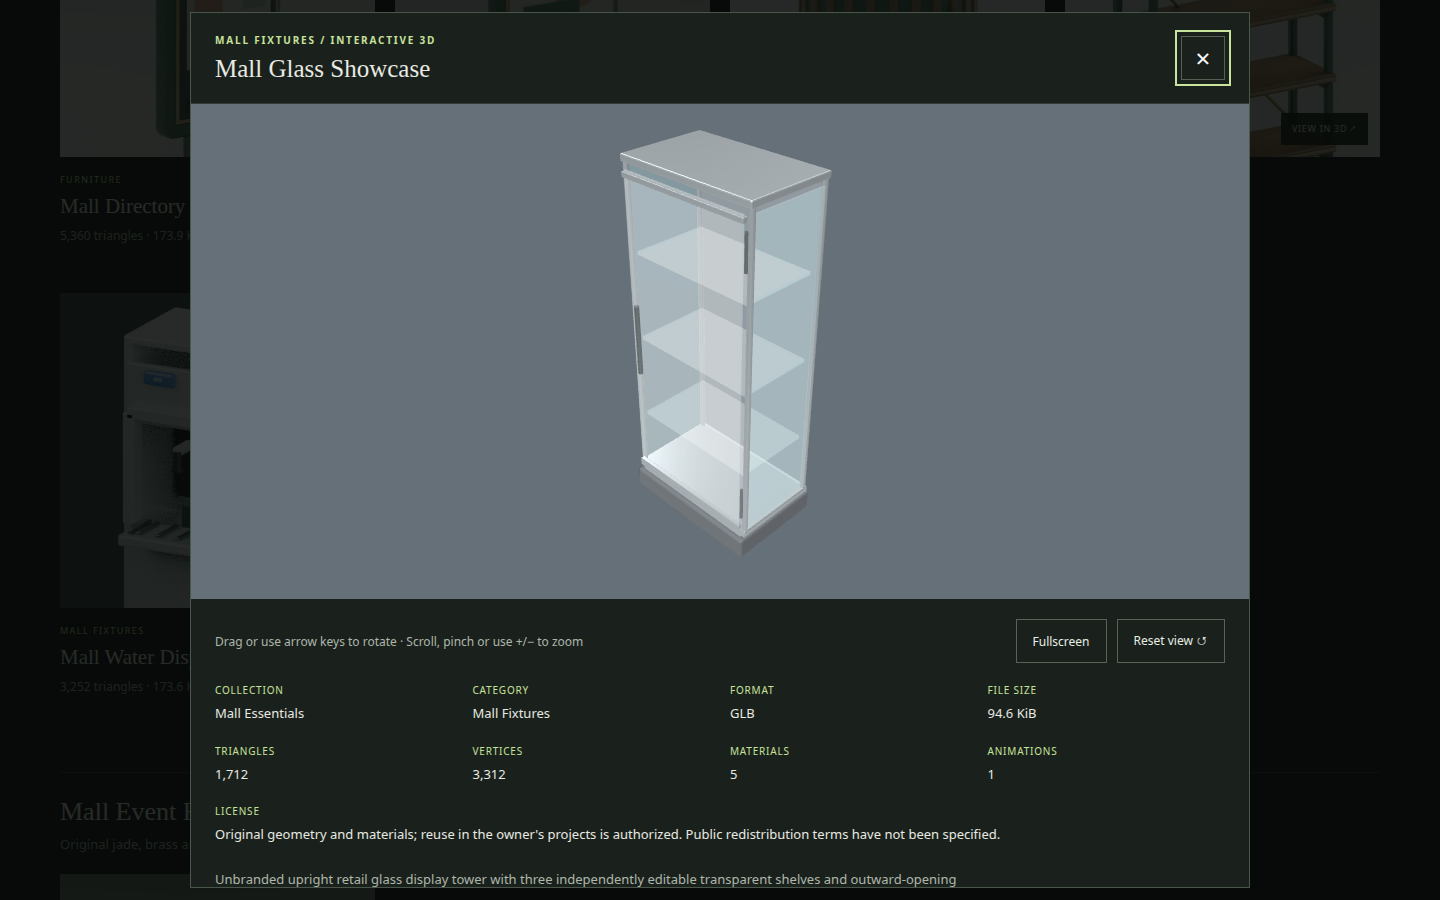 MALL FIXTURES / INTERACTIVE 3D
Mall Glass Showcase
VIEW IN 3D ↗
FURNITURE
Mall Directory
5,360 triangles · 173.9
Drag or use arrow keys to rotate · Scroll, pinch or use +/− to zoom
Fullscreen
Reset view ↺
COLLECTION
Mall Essentials
CATEGORY
Mall Fixtures
FORMAT
GLB
FILE SIZE
94.6 KiB
TRIANGLES
1,712
VERTICES
3,312
MATERIALS
5
ANIMATIONS
1
LICENSE
Original geometry and materials; reuse in the owner's projects is authorized. Public redistribution terms have not been specified.
Unbranded upright retail glass display tower with three independently editable transparent shelves and outward-opening
MALL FIXTURES
Mall Water
3,252 triangles · 173.6
Mall Event
Original jade, brass